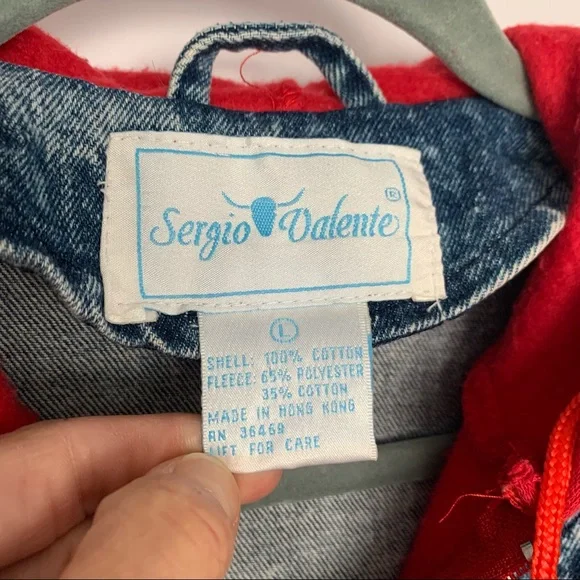 Sergio Valente ®
L
SHELL: 100% COTTON
FLEECE: 65% POLYESTER
35% COTTON
MADE IN HONG KONG
RN 36469
LIFT FOR CARE